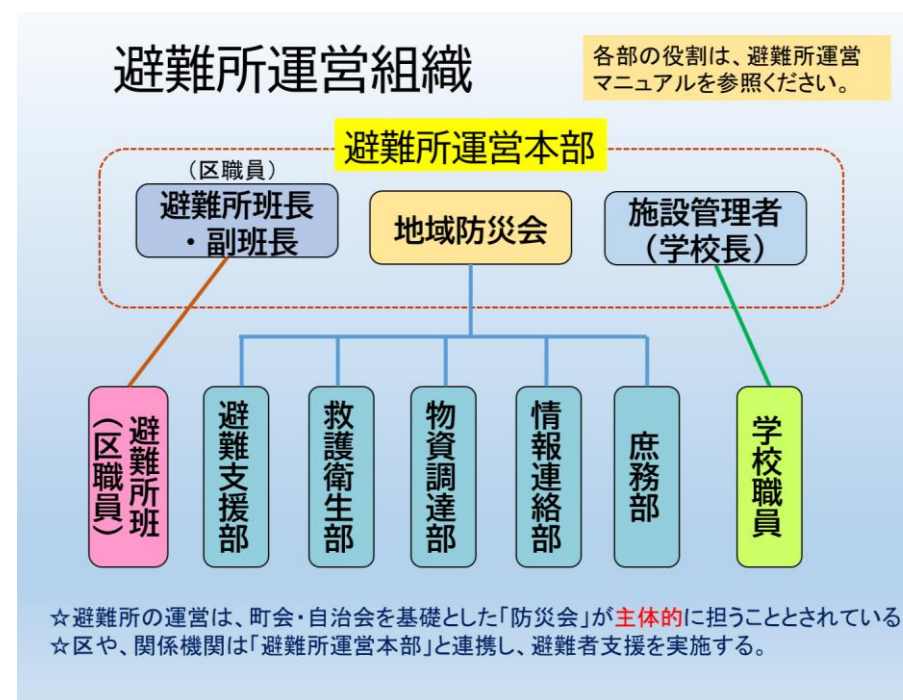 避難所運営組織
各部の役割は、避難所運営
マニュアルを参照ください。
避難所運営本部
（区職員）
避難所班長
・副班長
地域防災会
施設管理者
（学校長）
避難所班
（区職員）
避難支援部
救護衛生部
物資調達部
情報連絡部
庶務部
学校職員
☆避難所の運営は、町会・自治会を基礎とした「防災会」が主体的に担うこととされている
☆区や、関係機関は「避難所運営本部」と連携し、避難者支援を実施する。